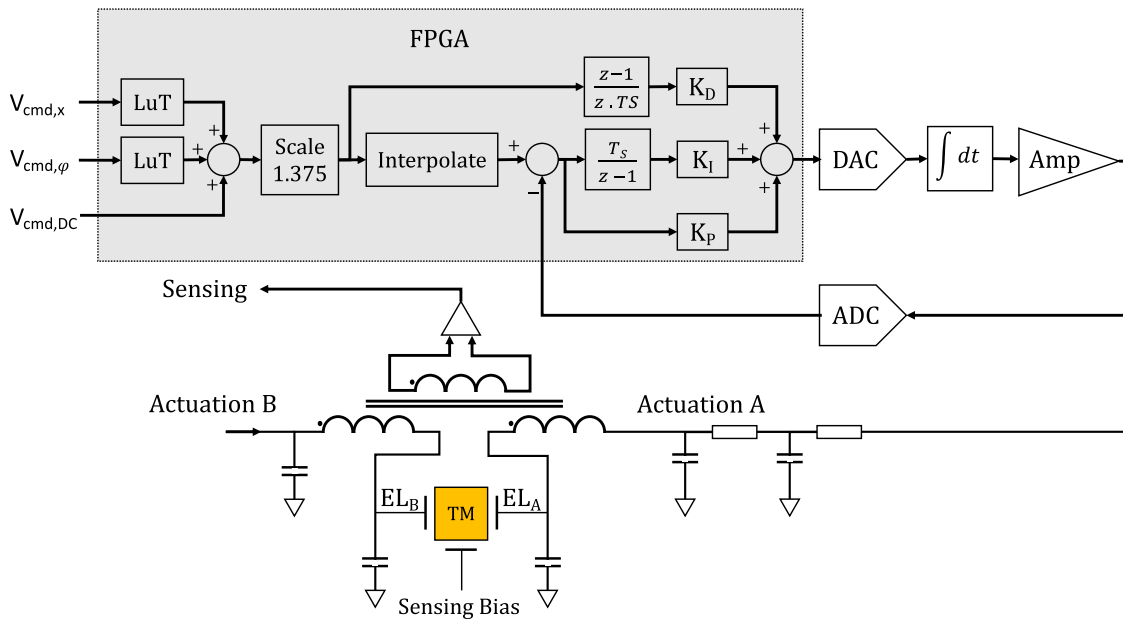 FPGA
V_cmd,x
LuT
z−1
z . TS
K_D
+
+
V_cmd,φ
LuT
+
+
Scale
1.375
Interpolate
+
−
T_S
z−1
K_I
+
+
DAC
∫ dt
Amp
V_cmd,DC
K_P
Sensing
ADC
Actuation B
Actuation A
EL_B
TM
EL_A
Sensing Bias